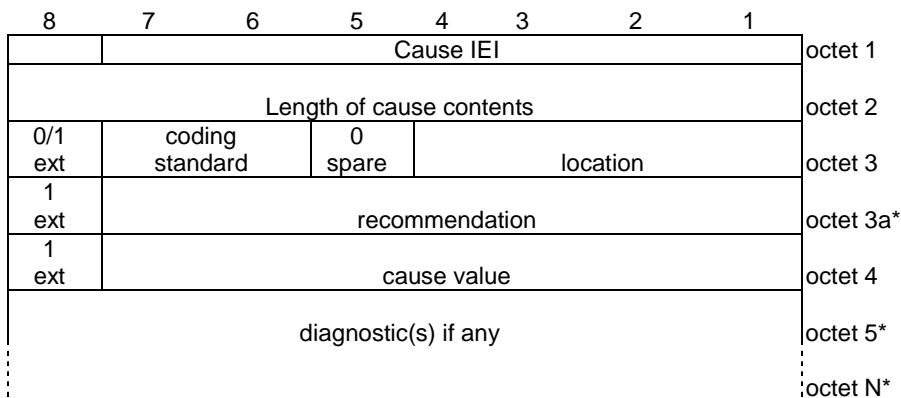 8 7 6 5 4 3 2 1
Cause IEI octet 1
Length of cause contents octet 2
0/1 coding 0
ext standard spare location octet 3
1
ext recommendation octet 3a*
1
ext cause value octet 4
diagnostic(s) if any octet 5*
octet N*